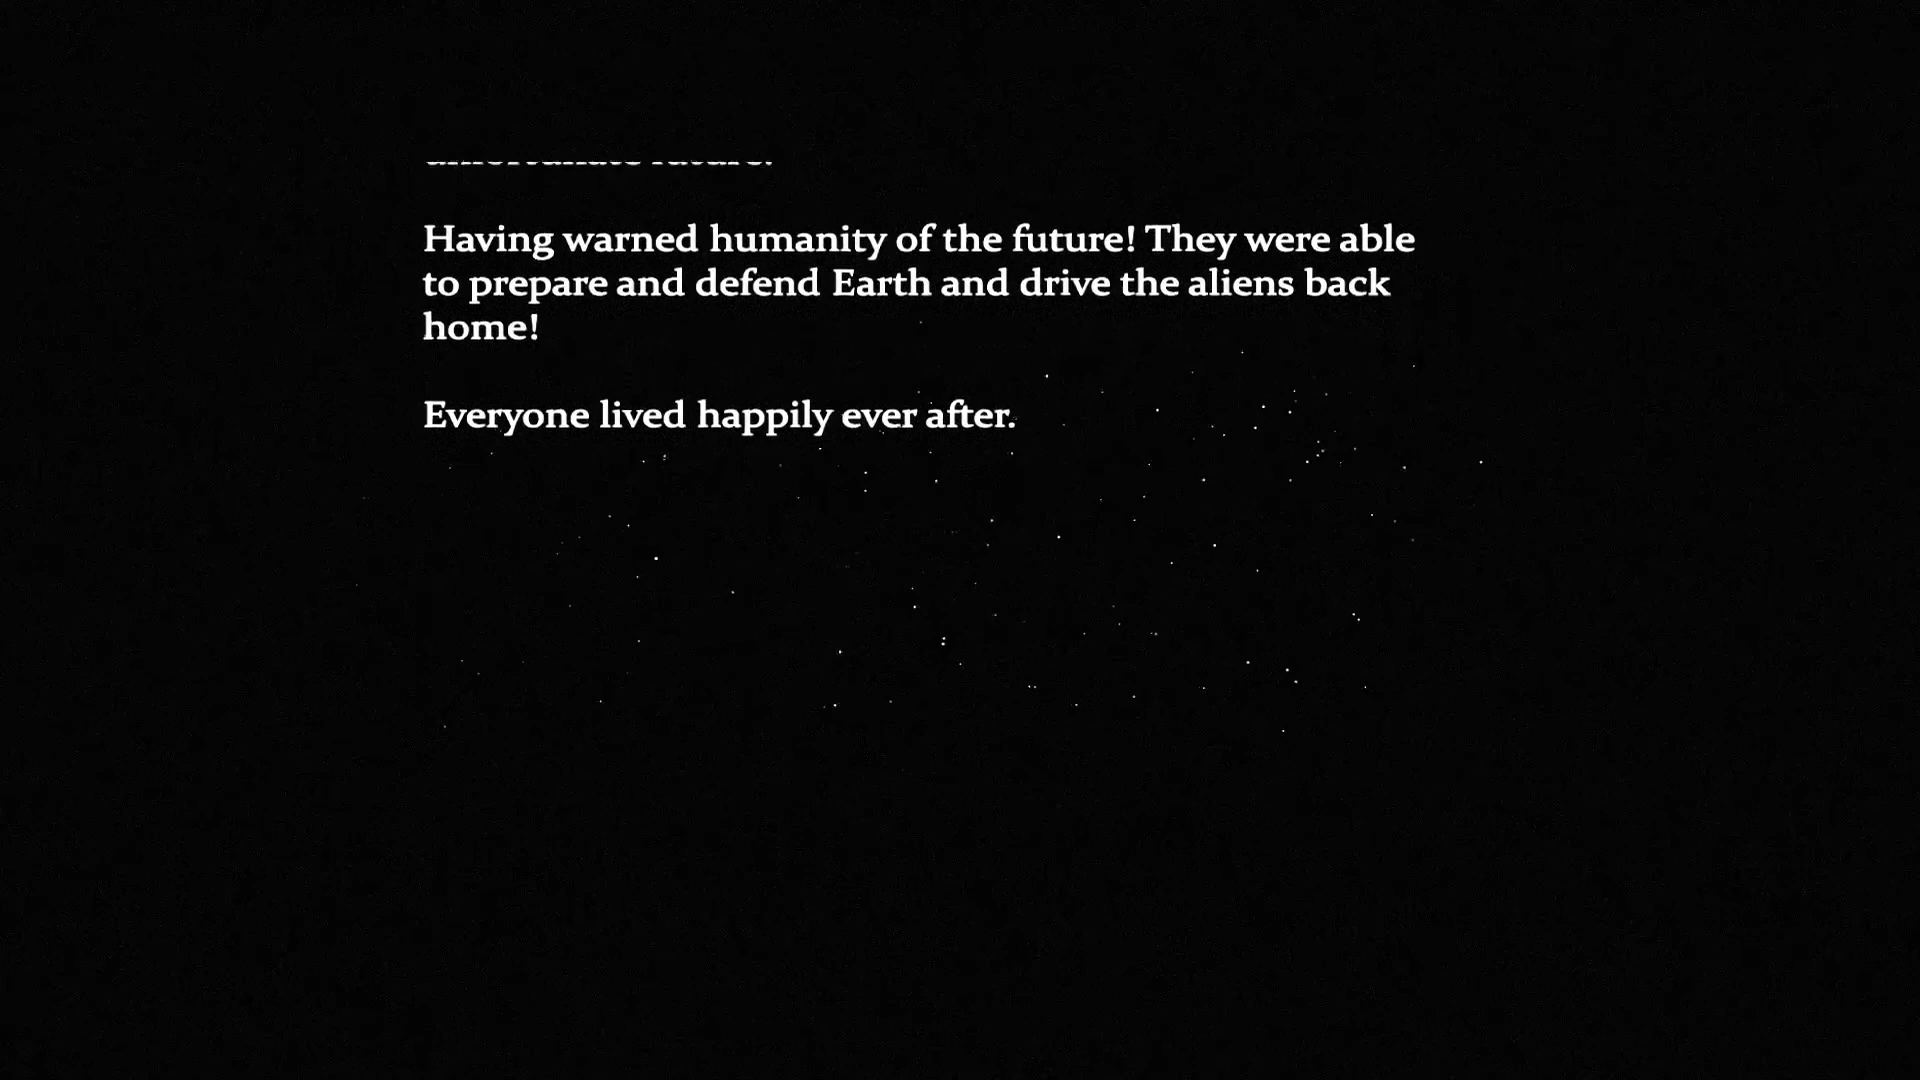 Having warned humanity of the future! They were able
to prepare and defend Earth and drive the aliens back
home!
Everyone lived happily ever after.